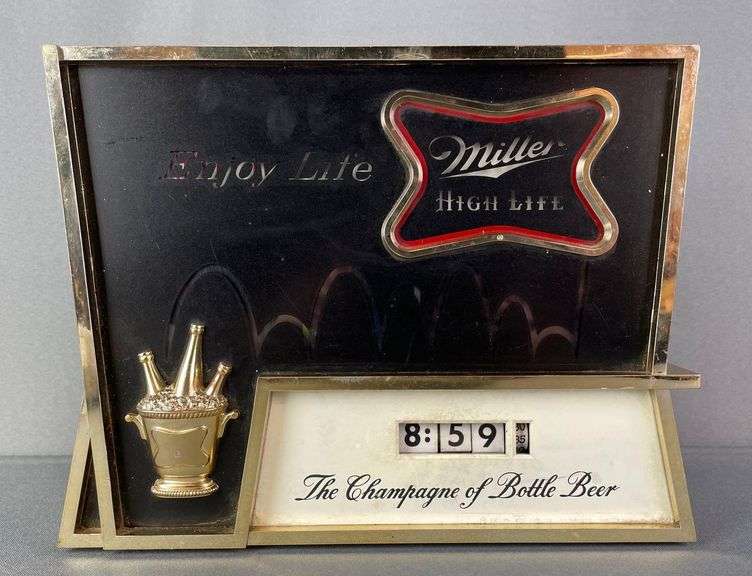 Enjoy Life
Miller
HIGH LIFE
8:59
The Champagne of Bottle Beer